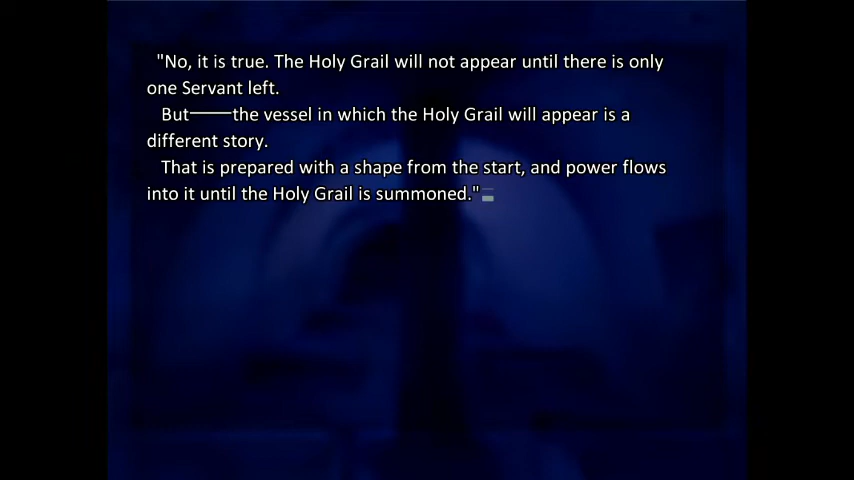 "No, it is true. The Holy Grail will not appear until there is only
one Servant left.
But───the vessel in which the Holy Grail will appear is a
different story.
That is prepared with a shape from the start, and power flows
into it until the Holy Grail is summoned."